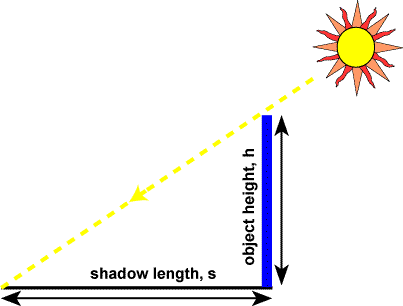 object height, h
shadow length, s